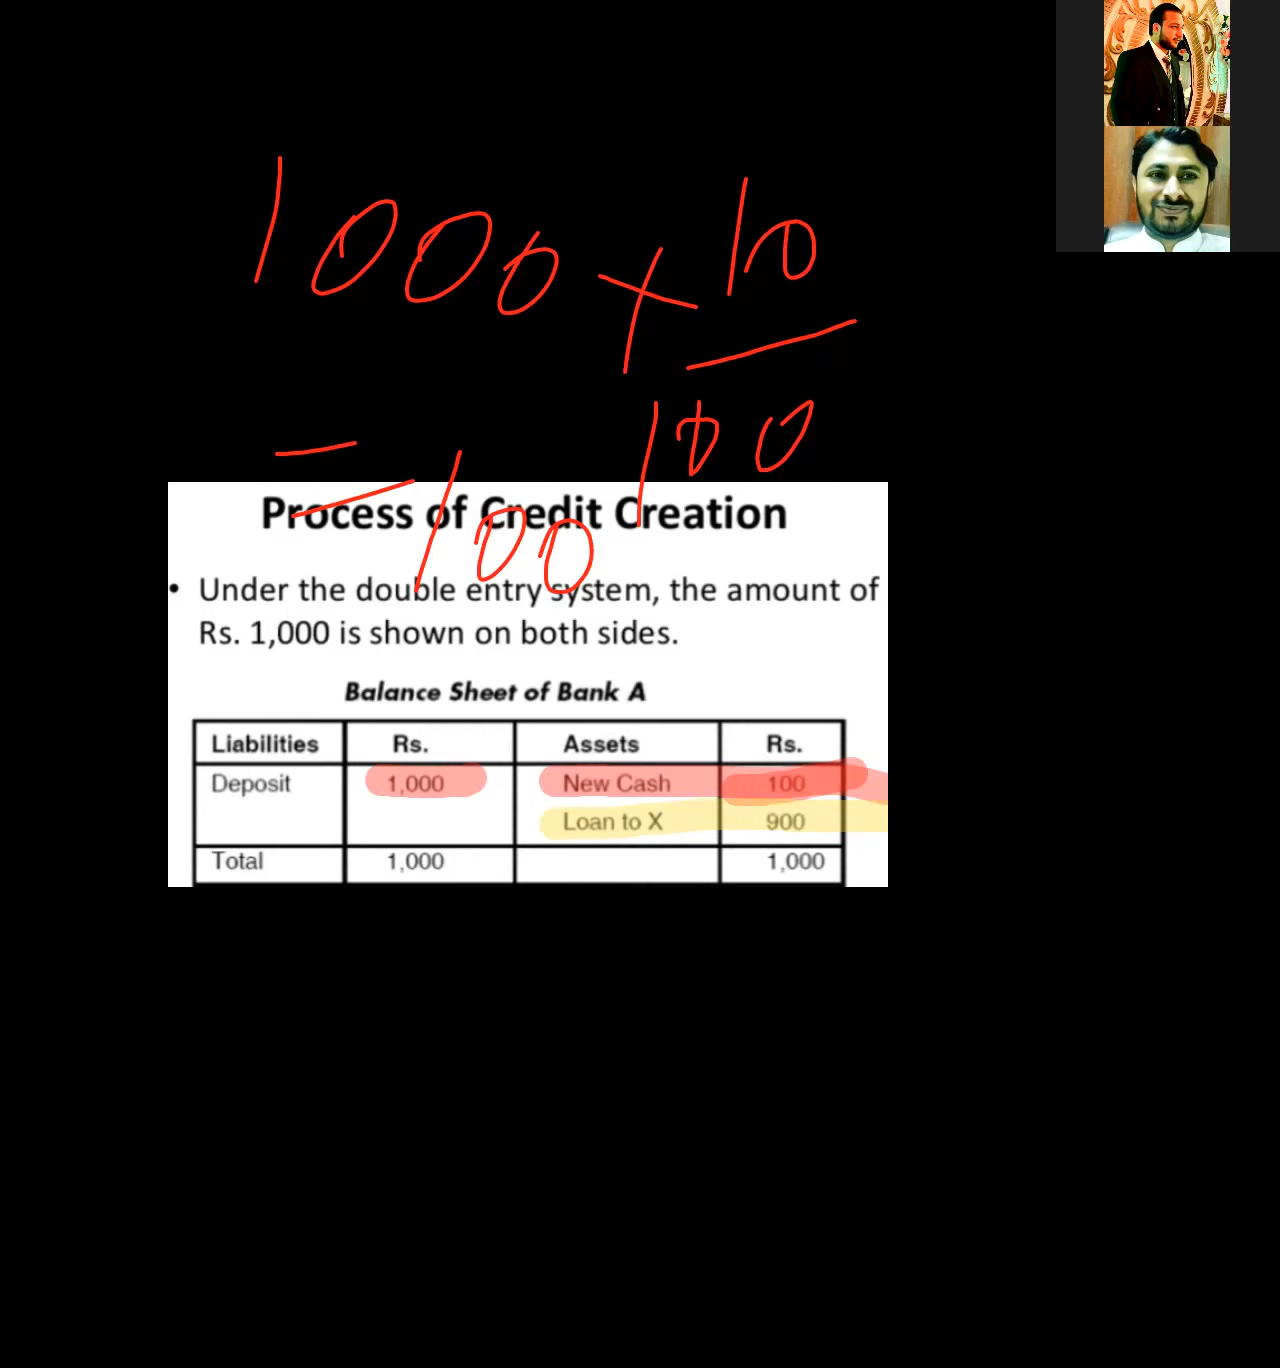 1000 × 10
100
= 100
Process of Credit Creation
• Under the double entry system, the amount of
Rs. 1,000 is shown on both sides.
Balance Sheet of Bank A
Liabilities Rs. Assets Rs.
Deposit 1,000 New Cash 100
Loan to X 900
Total 1,000 1,000